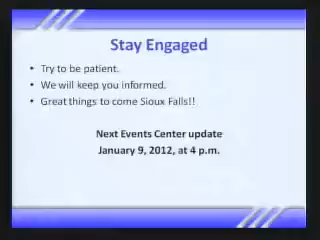 Stay Engaged
• Try to be patient.
• We will keep you informed.
• Great things to come Sioux Falls!!
Next Events Center update
January 9, 2012, at 4 p.m.